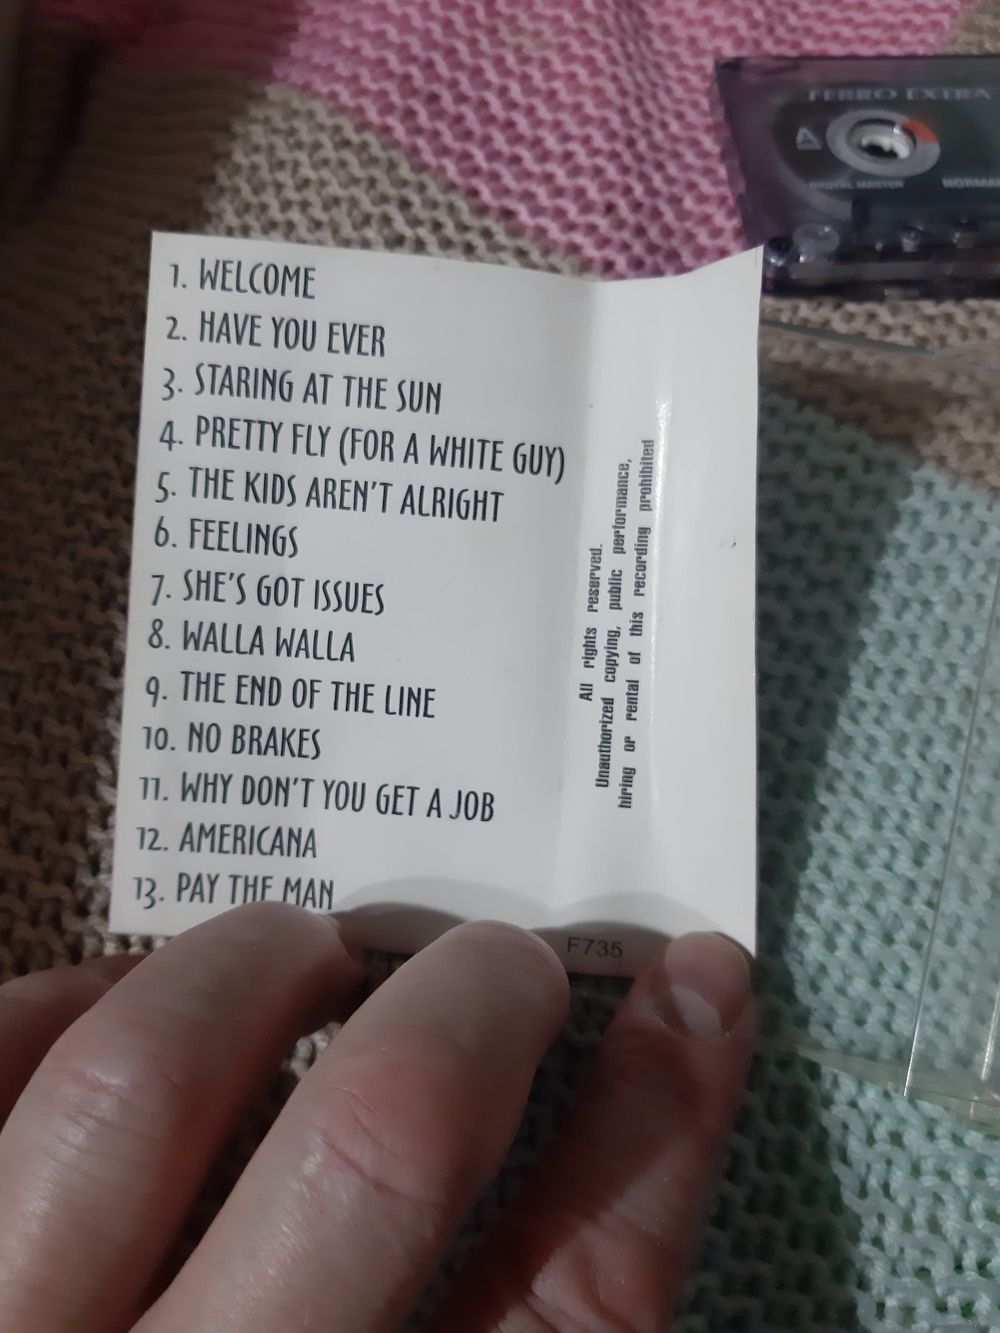 1. WELCOME
2. HAVE YOU EVER
3. STARING AT THE SUN
4. PRETTY FLY (FOR A WHITE GUY)
5. THE KIDS AREN'T ALRIGHT
6. FEELINGS
7. SHE'S GOT ISSUES
8. WALLA WALLA
9. THE END OF THE LINE
10. NO BRAKES
11. WHY DON'T YOU GET A JOB
12. AMERICANA
13. PAY THE MAN
All rights reserved.
Unauthorized copying, public performance,
hiring or rental of this recording prohibited
F735
FERRO EXTRA
A
DIGITAL MASTER